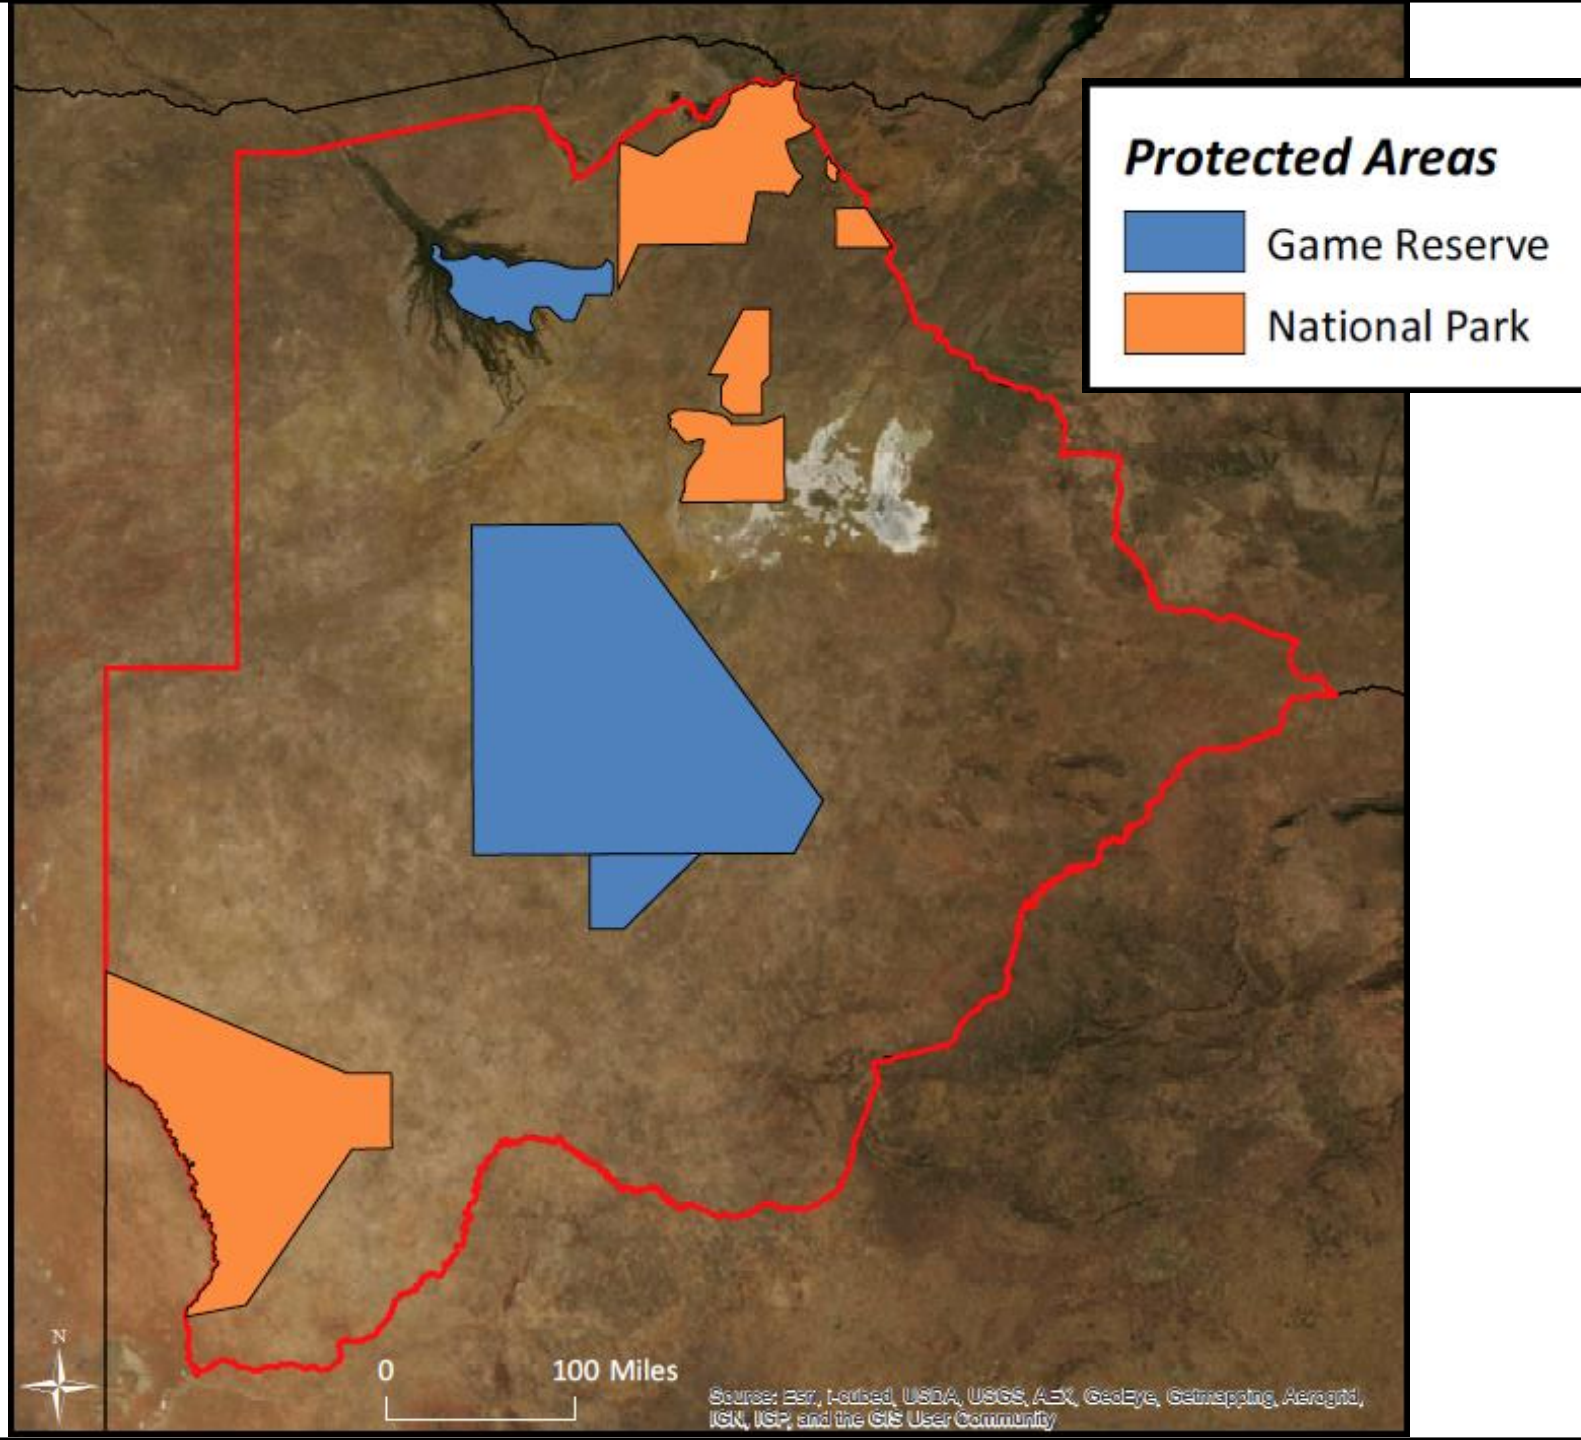 Protected Areas
Game Reserve
National Park
N
0 100 Miles
Source: Esri, i-cubed, USDA, USGS, AEX, GeoEye, Getmapping, Aerogrid,
IGN, IGP, and the GIS User Community